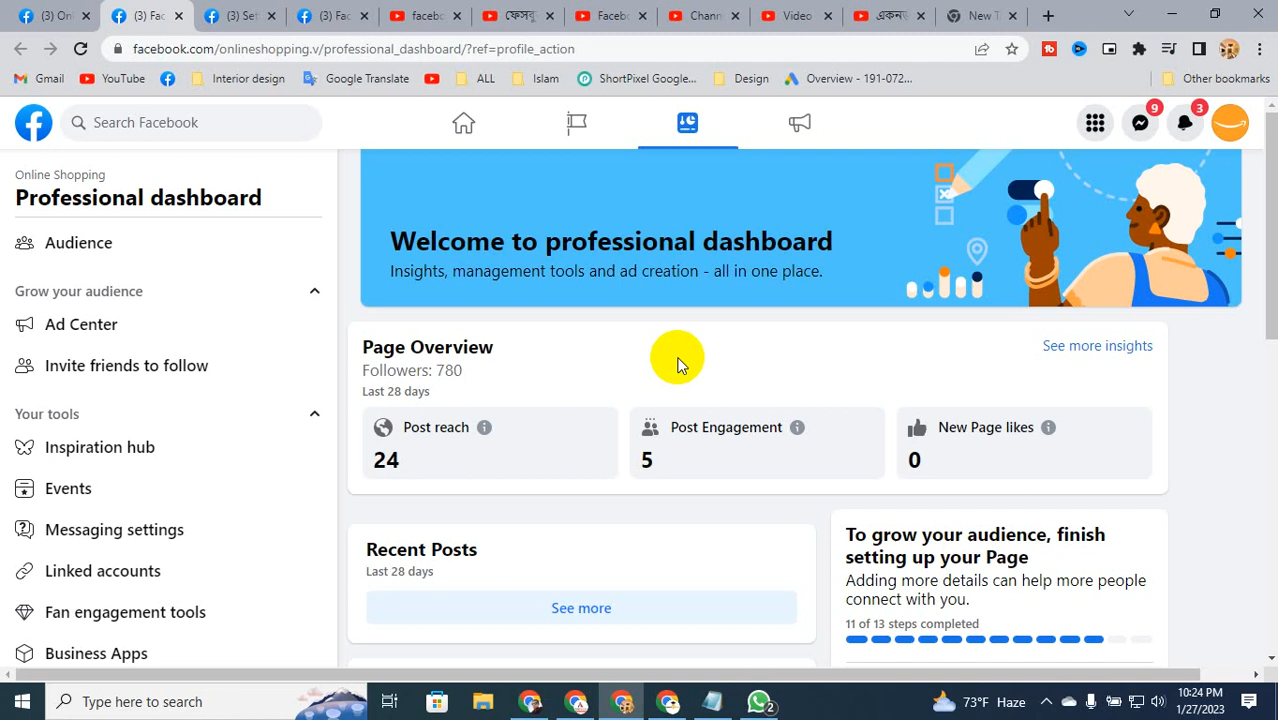 (3) On
(3) Fac
(3) Set
(3) Fac
facebo
ফেসবু
Facebo
Chann
Video
একনজ
New T
facebook.com/onlineshopping.v/professional_dashboard/?ref=profile_action
Gmail
YouTube
Interior design
Google Translate
ALL
Islam
ShortPixel Google...
Design
Overview - 191-072...
Other bookmarks
Search Facebook
9
3
Online Shopping
Professional dashboard
Audience
Grow your audience
Ad Center
Invite friends to follow
Your tools
Inspiration hub
Events
Messaging settings
Linked accounts
Fan engagement tools
Business Apps
Welcome to professional dashboard
Insights, management tools and ad creation - all in one place.
Page Overview
See more insights
Followers: 780
Last 28 days
Post reach
24
Post Engagement
5
New Page likes
0
Recent Posts
Last 28 days
See more
To grow your audience, finish
setting up your Page
Adding more details can help more people
connect with you.
11 of 13 steps completed
Type here to search
2
73°F Haze
10:24 PM
1/27/2023